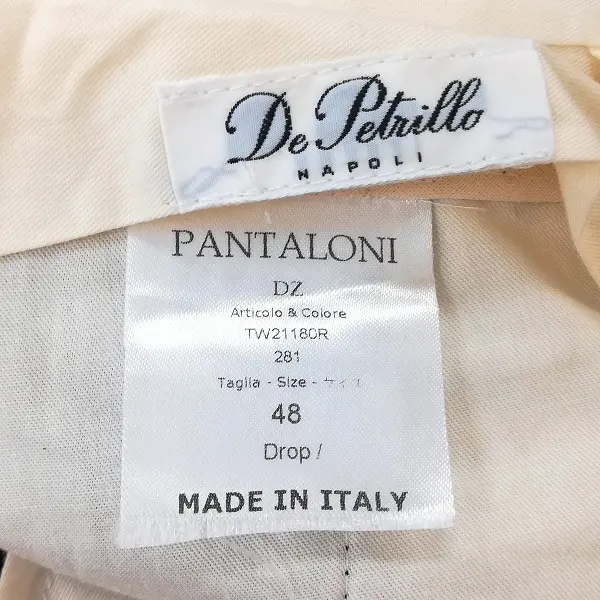 De Petrillo
NAPOLI
PANTALONI
DZ
Articolo & Colore
TW21180R
281
Taglia - Size - サイズ
48
Drop /
MADE IN ITALY